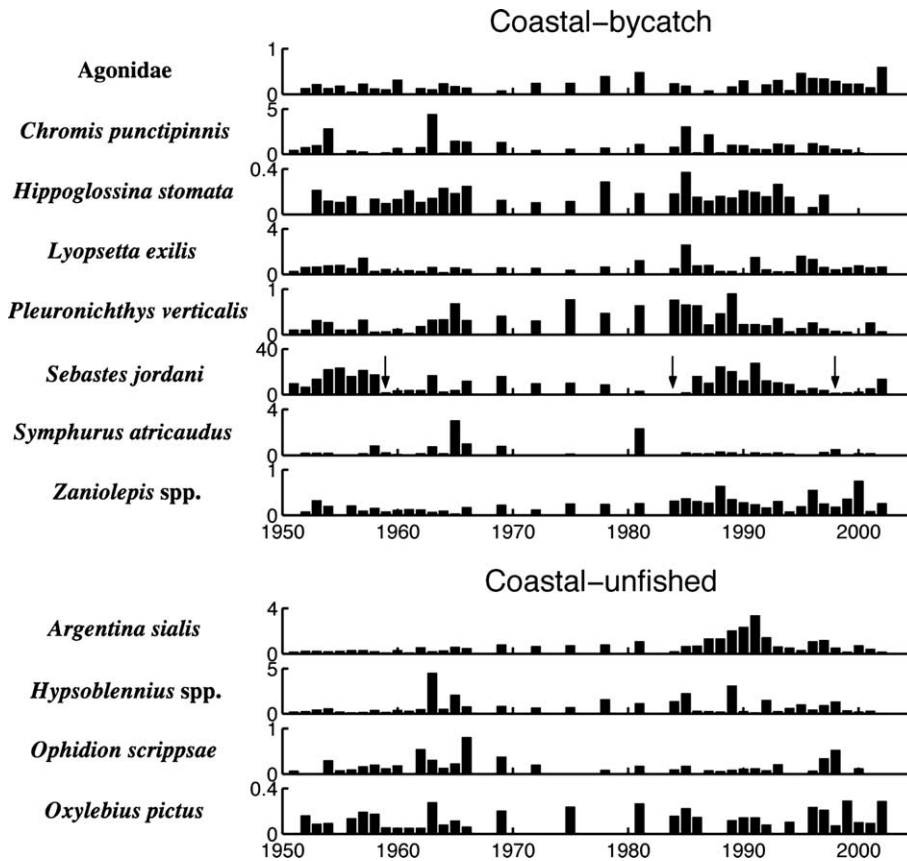 Coastal–bycatch
Agonidae
1
0
Chromis punctipinnis
5
0
Hippoglossina stomata
0.4
0
Lyopsetta exilis
4
0
Pleuronichthys verticalis
1
0
Sebastes jordani
40
0
Symphurus atricaudus
4
0
Zaniolepis spp.
1
0
1950 1960 1970 1980 1990 2000
Coastal–unfished
Argentina sialis
4
0
Hypsoblennius spp.
5
0
Ophidion scrippsae
1
0
Oxylebius pictus
0.4
0
1950 1960 1970 1980 1990 2000